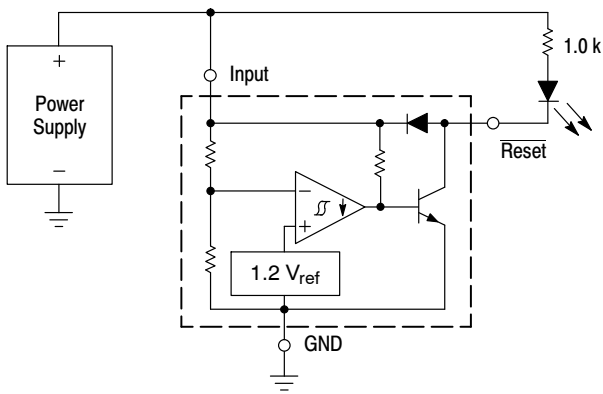 +
Power
Supply
−
Input
1.0 k
Reset
−
+
1.2 Vref
GND